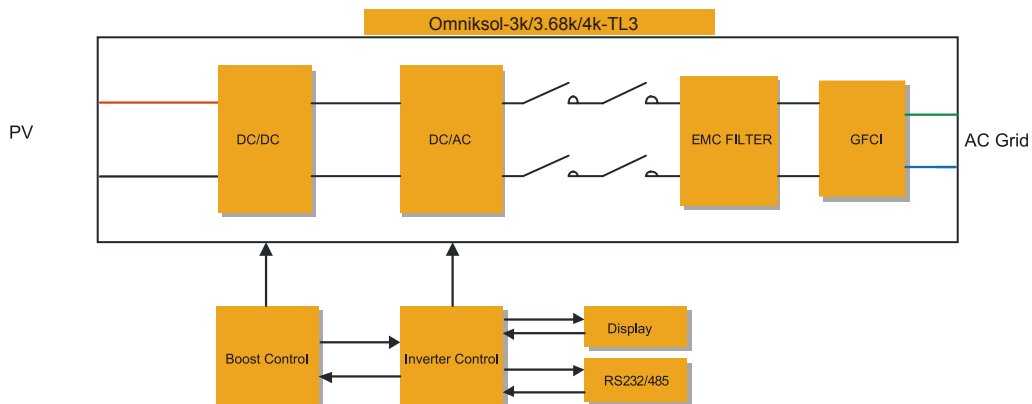 Omniksol-3k/3.68k/4k-TL3
PV
DC/DC
DC/AC
EMC FILTER
GFCI
AC Grid
Boost Control
Inverter Control
Display
RS232/485